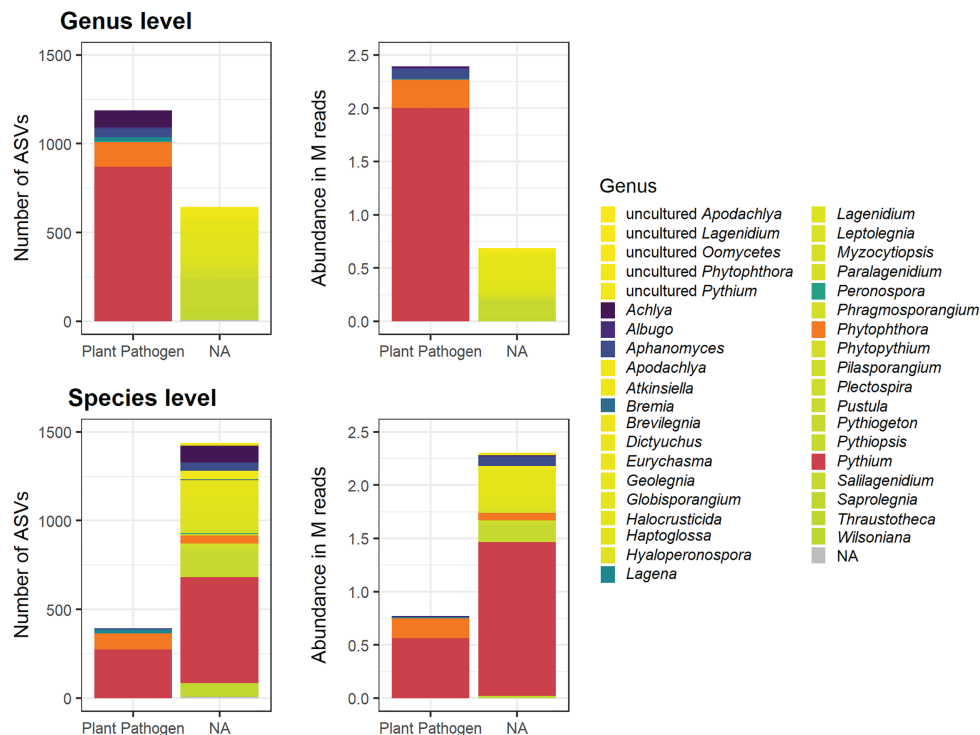 Genus level
Number of ASVs
1500
1000
500
0
Plant Pathogen NA
Abundance in M reads
2.5
2.0
1.5
1.0
0.5
0.0
Plant Pathogen NA
Species level
Number of ASVs
1500
1000
500
0
Plant Pathogen NA
Abundance in M reads
2.5
2.0
1.5
1.0
0.5
0.0
Plant Pathogen NA
Genus
uncultured Apodachlya
uncultured Lagenidium
uncultured Oomycetes
uncultured Phytophthora
uncultured Pythium
Achlya
Albugo
Aphanomyces
Apodachlya
Atkinsiella
Bremia
Brevilegnia
Dictyuchus
Eurychasma
Geolegnia
Globisporangium
Halocrusticida
Haptoglossa
Hyaloperonospora
Lagena
Lagenidium
Leptolegnia
Myzocytiopsis
Paralagenidium
Peronospora
Phragmosporangium
Phytophthora
Phytopythium
Pilasporangium
Plectospira
Pustula
Pythiogeton
Pythiopsis
Pythium
Salilagenidium
Saprolegnia
Thraustotheca
Wilsoniana
NA